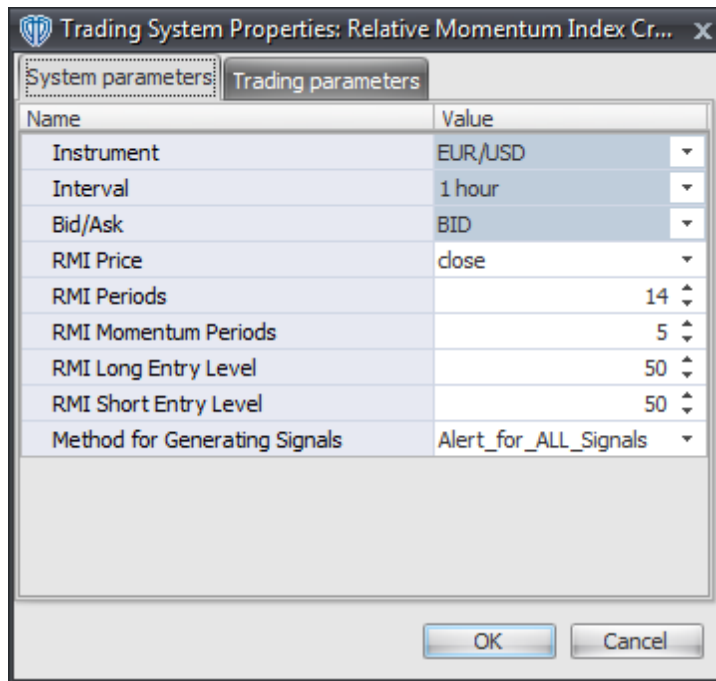 Trading System Properties: Relative Momentum Index Cr... x
System parameters Trading parameters
Name Value
Instrument EUR/USD
Interval 1 hour
Bid/Ask BID
RMI Price close
RMI Periods 14
RMI Momentum Periods 5
RMI Long Entry Level 50
RMI Short Entry Level 50
Method for Generating Signals Alert_for_ALL_Signals
OK Cancel